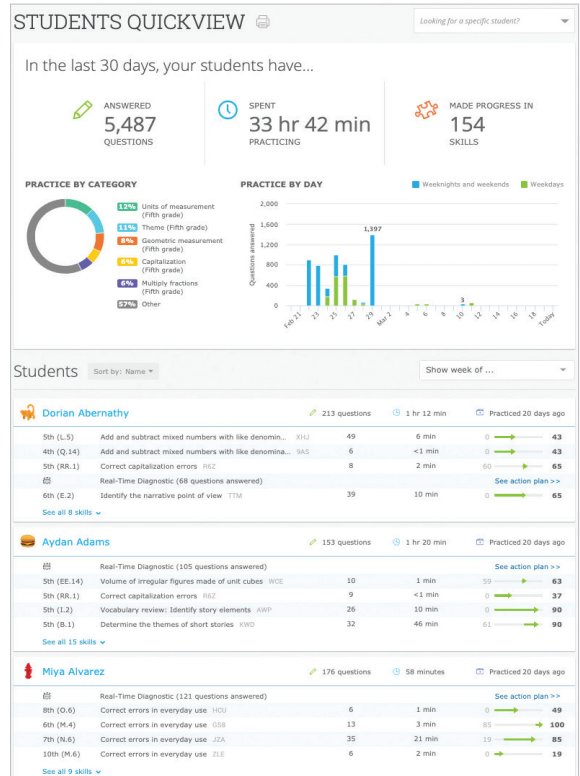 STUDENTS QUICKVIEW
Looking for a specific student?
In the last 30 days, your students have...
ANSWERED
5,487
QUESTIONS
SPENT
33 hr 42 min
PRACTICING
MADE PROGRESS IN
154
SKILLS
PRACTICE BY CATEGORY
12% Units of measurement
(Fifth grade)
11% Theme (Fifth grade)
8% Geometric measurement
(Fifth grade)
6% Capitalization
(Fifth grade)
6% Multiply fractions
(Fifth grade)
57% Other
PRACTICE BY DAY
Weeknights and weekends Weekdays
Questions answered
2,000
1,600
1,200
800
400
0
1,397
3
Feb 21 23 25 27 29 Mar 2 4 6 8 10 12 14 16 18 Today
Students Sort by: Name Show week of ...
Dorian Abernathy 213 questions 1 hr 12 min Practiced 20 days ago
5th (L.5) Add and subtract mixed numbers with like denomin... XHJ 49 6 min 0 43
4th (Q.14) Add and subtract mixed numbers with like denomina... 9AS 6 <1 min 0 43
5th (RR.1) Correct capitalization errors R6Z 8 2 min 60 65
Real-Time Diagnostic (68 questions answered) See action plan >>
6th (E.2) Identify the narrative point of view TTM 39 10 min 0 65
See all 8 skills
Aydan Adams 153 questions 1 hr 20 min Practiced 20 days ago
Real-Time Diagnostic (105 questions answered) See action plan >>
5th (EE.14) Volume of irregular figures made of unit cubes WOE 10 1 min 59 63
5th (RR.1) Correct capitalization errors R6Z 9 <1 min 0 37
5th (I.2) Vocabulary review: Identify story elements AWP 26 10 min 0 90
5th (B.1) Determine the themes of short stories KWD 32 46 min 61 90
See all 15 skills
Miya Alvarez 176 questions 58 minutes Practiced 20 days ago
Real-Time Diagnostic (121 questions answered) See action plan >>
8th (O.6) Correct errors in everyday use HCU 6 1 min 0 49
6th (M.4) Correct errors in everyday use GS8 13 3 min 85 100
7th (N.6) Correct errors in everyday use JZA 35 21 min 19 85
10th (M.6) Correct errors in everyday use ZLE 6 2 min 0 19
See all 9 skills